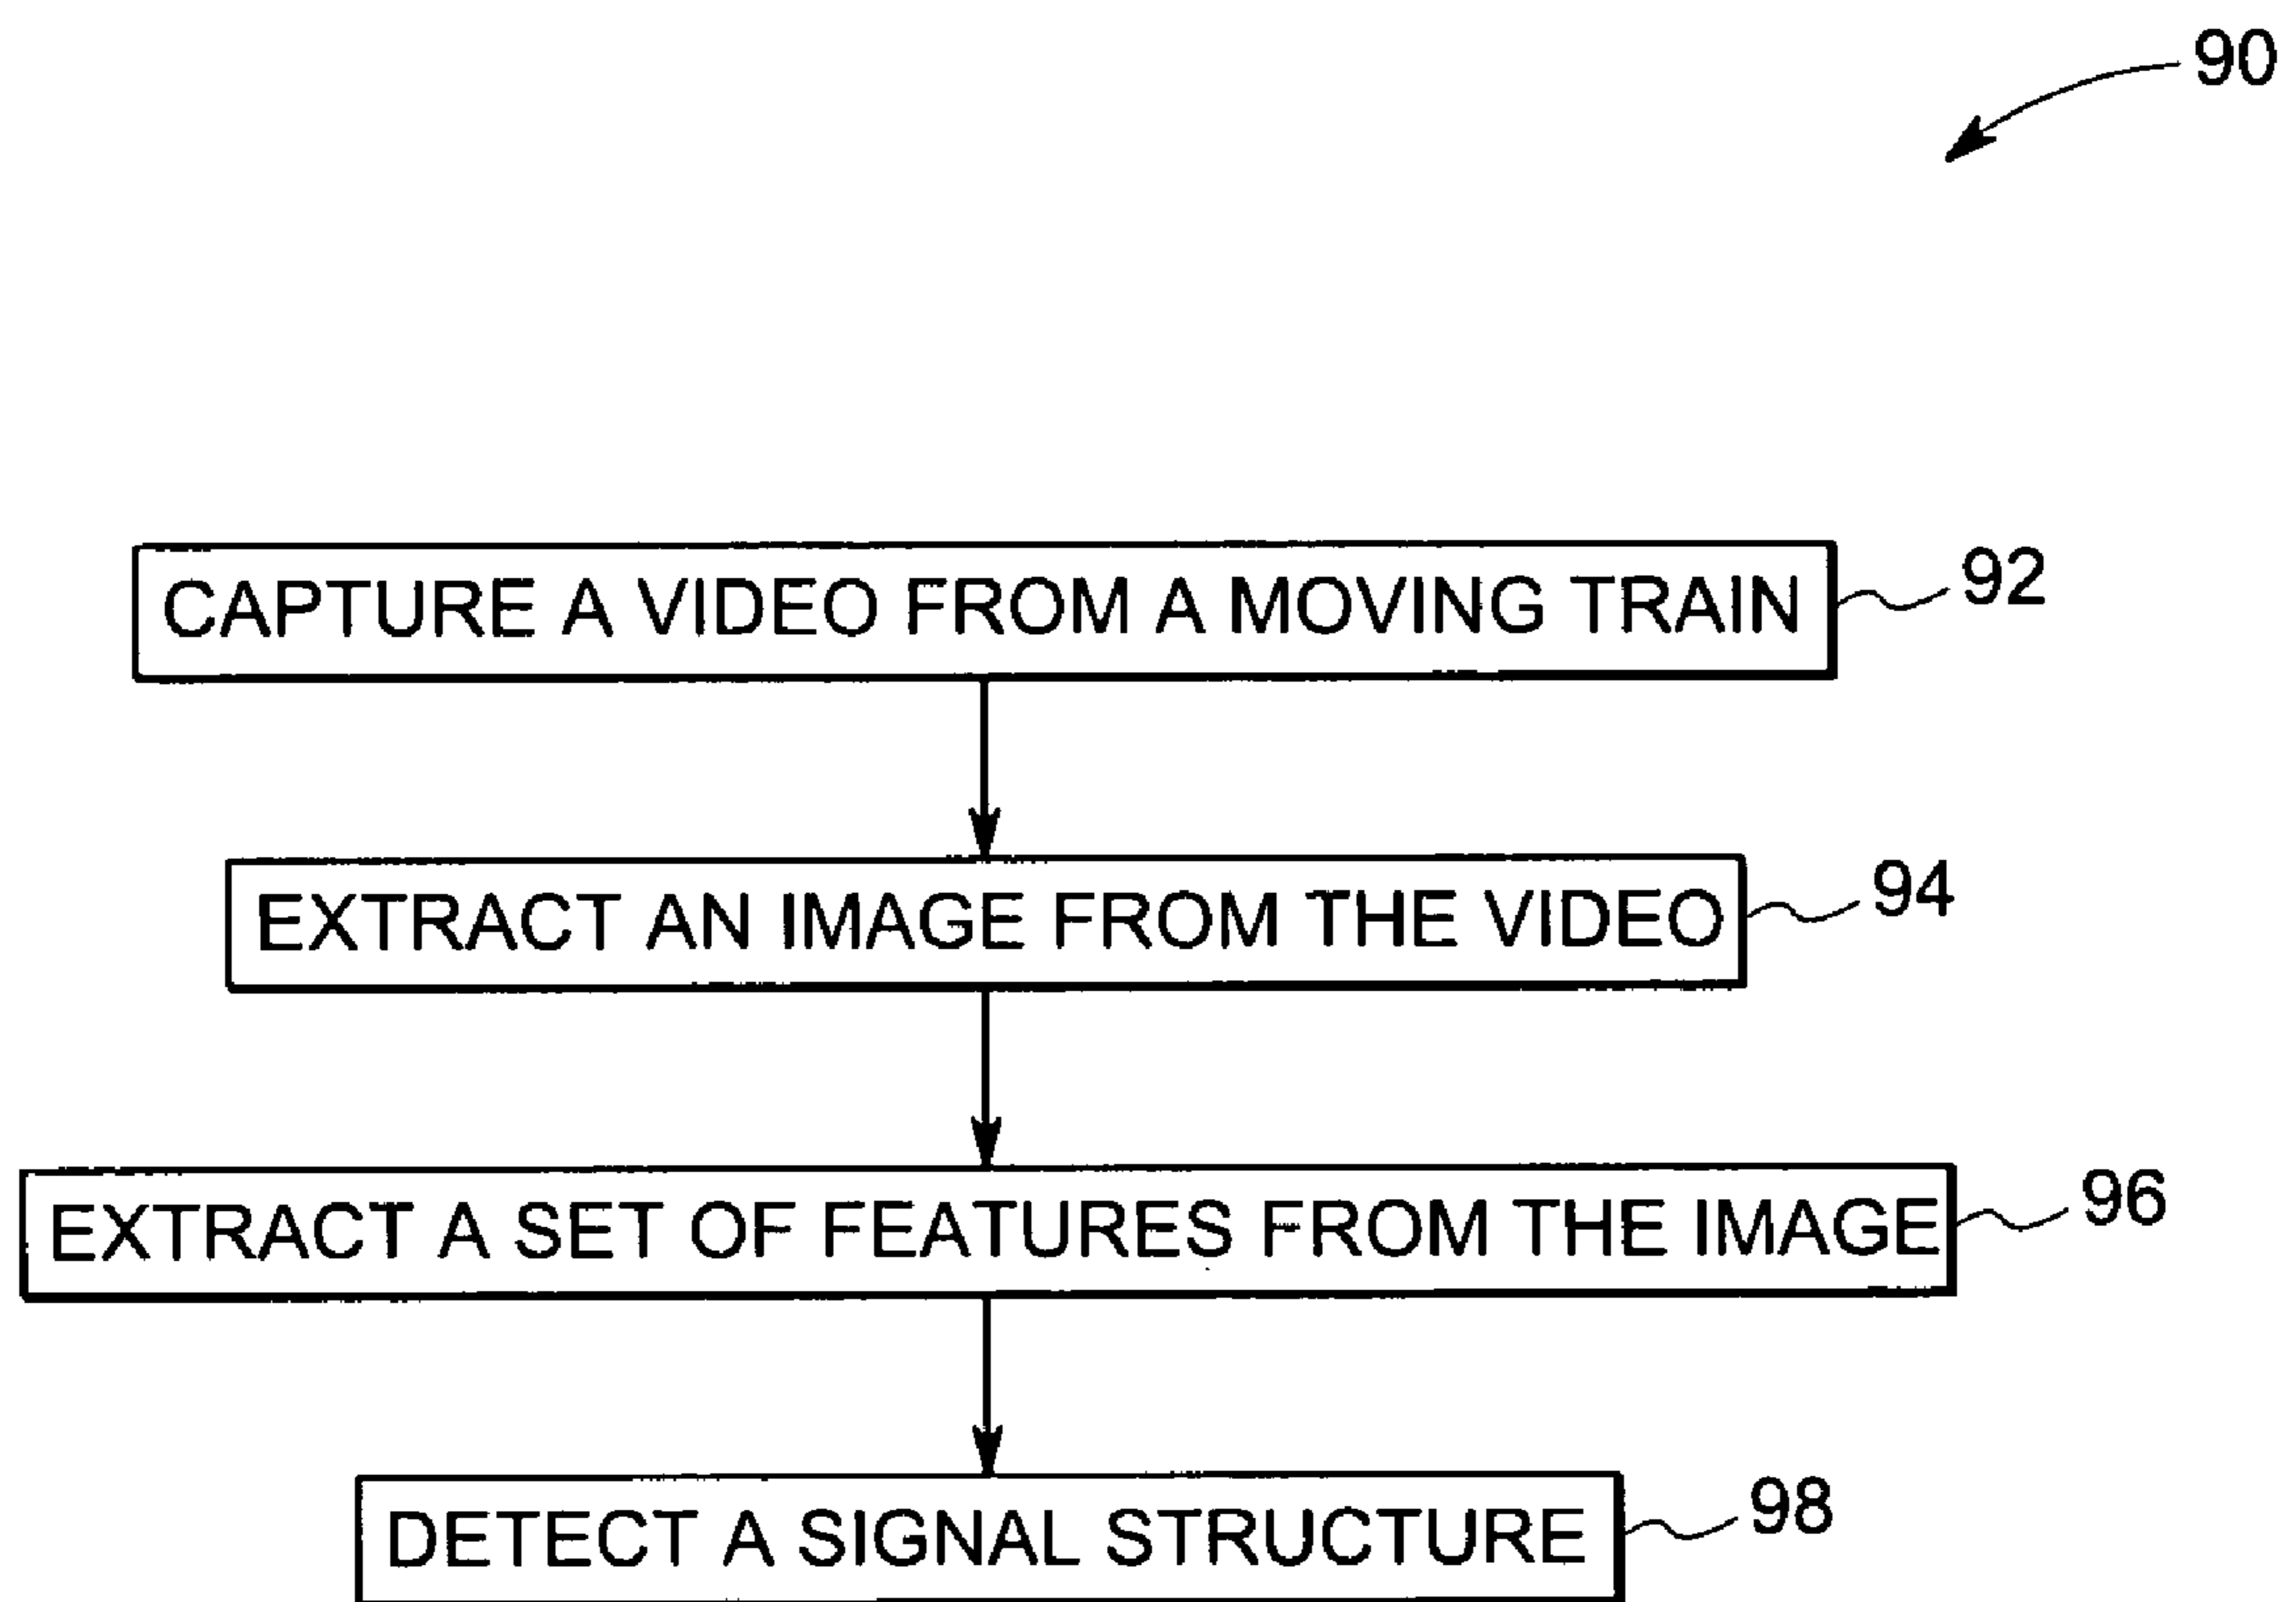 90
CAPTURE A VIDEO FROM A MOVING TRAIN
92
EXTRACT AN IMAGE FROM THE VIDEO
94
EXTRACT A SET OF FEATURES FROM THE IMAGE
96
DETECT A SIGNAL STRUCTURE
98